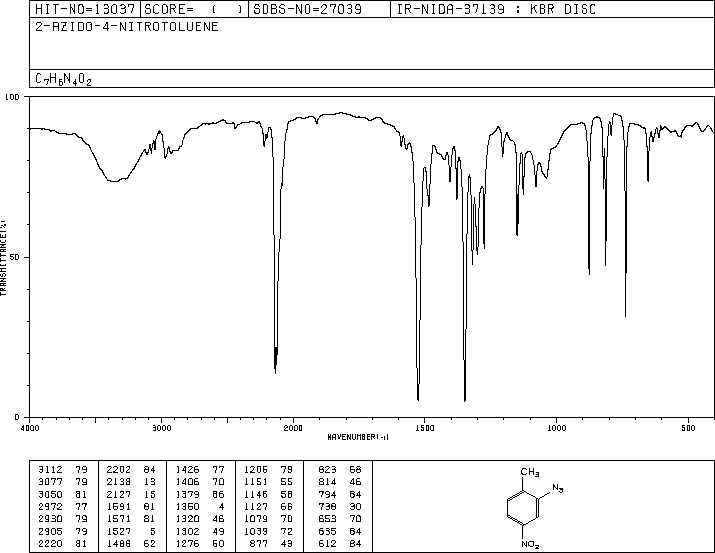 HIT-NO=13037 SCORE= ( ) SDBS-NO=27039 IR-NIDA-37139 : KBR DISC
2-AZIDO-4-NITROTOLUENE
C7H6N4O2
100
50
0
TRANSMITTANCE(%)
4000 3000 2000 1500 1000 500
WAVENUMBER(-1)
3112 79 2202 84 1426 77 1206 79 823 68
3077 79 2138 13 1406 70 1151 55 814 46
3050 81 2127 15 1379 66 1146 58 794 84
2972 77 1591 81 1350 4 1127 66 738 30
2930 79 1571 81 1320 46 1079 70 653 70
2905 79 1527 5 1302 49 1039 72 635 84
2220 81 1486 62 1276 50 877 43 612 84
CH3
N3
NO2